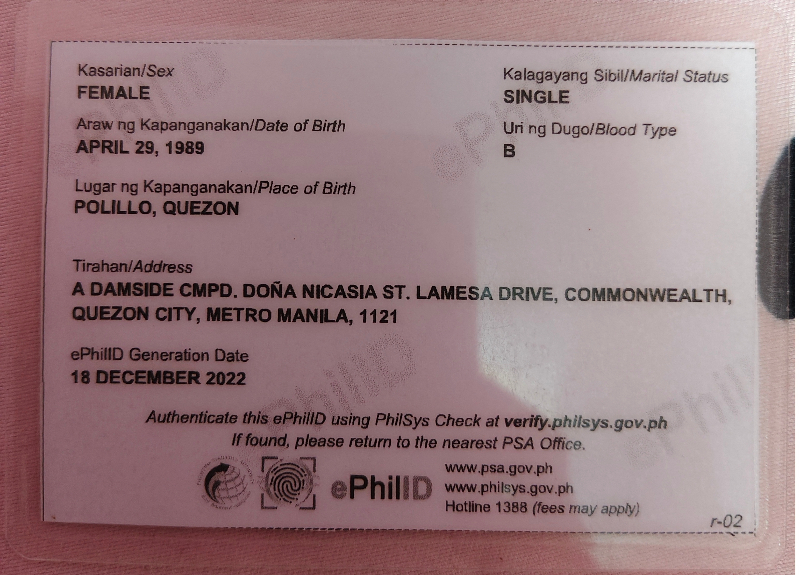 Kasarian/Sex
FEMALE
Kalagayang Sibil/Marital Status
SINGLE
Araw ng Kapanganakan/Date of Birth
APRIL 29, 1989
Uri ng Dugo/Blood Type
B
Lugar ng Kapanganakan/Place of Birth
POLILLO, QUEZON
Tirahan/Address
A DAMSIDE CMPD. DOÑA NICASIA ST. LAMESA DRIVE, COMMONWEALTH,
QUEZON CITY, METRO MANILA, 1121
ePhilID Generation Date
18 DECEMBER 2022
Authenticate this ePhilID using PhilSys Check at verify.philsys.gov.ph
If found, please return to the nearest PSA Office.
ePhilID
www.psa.gov.ph
www.philsys.gov.ph
Hotline 1388 (fees may apply)
r-02